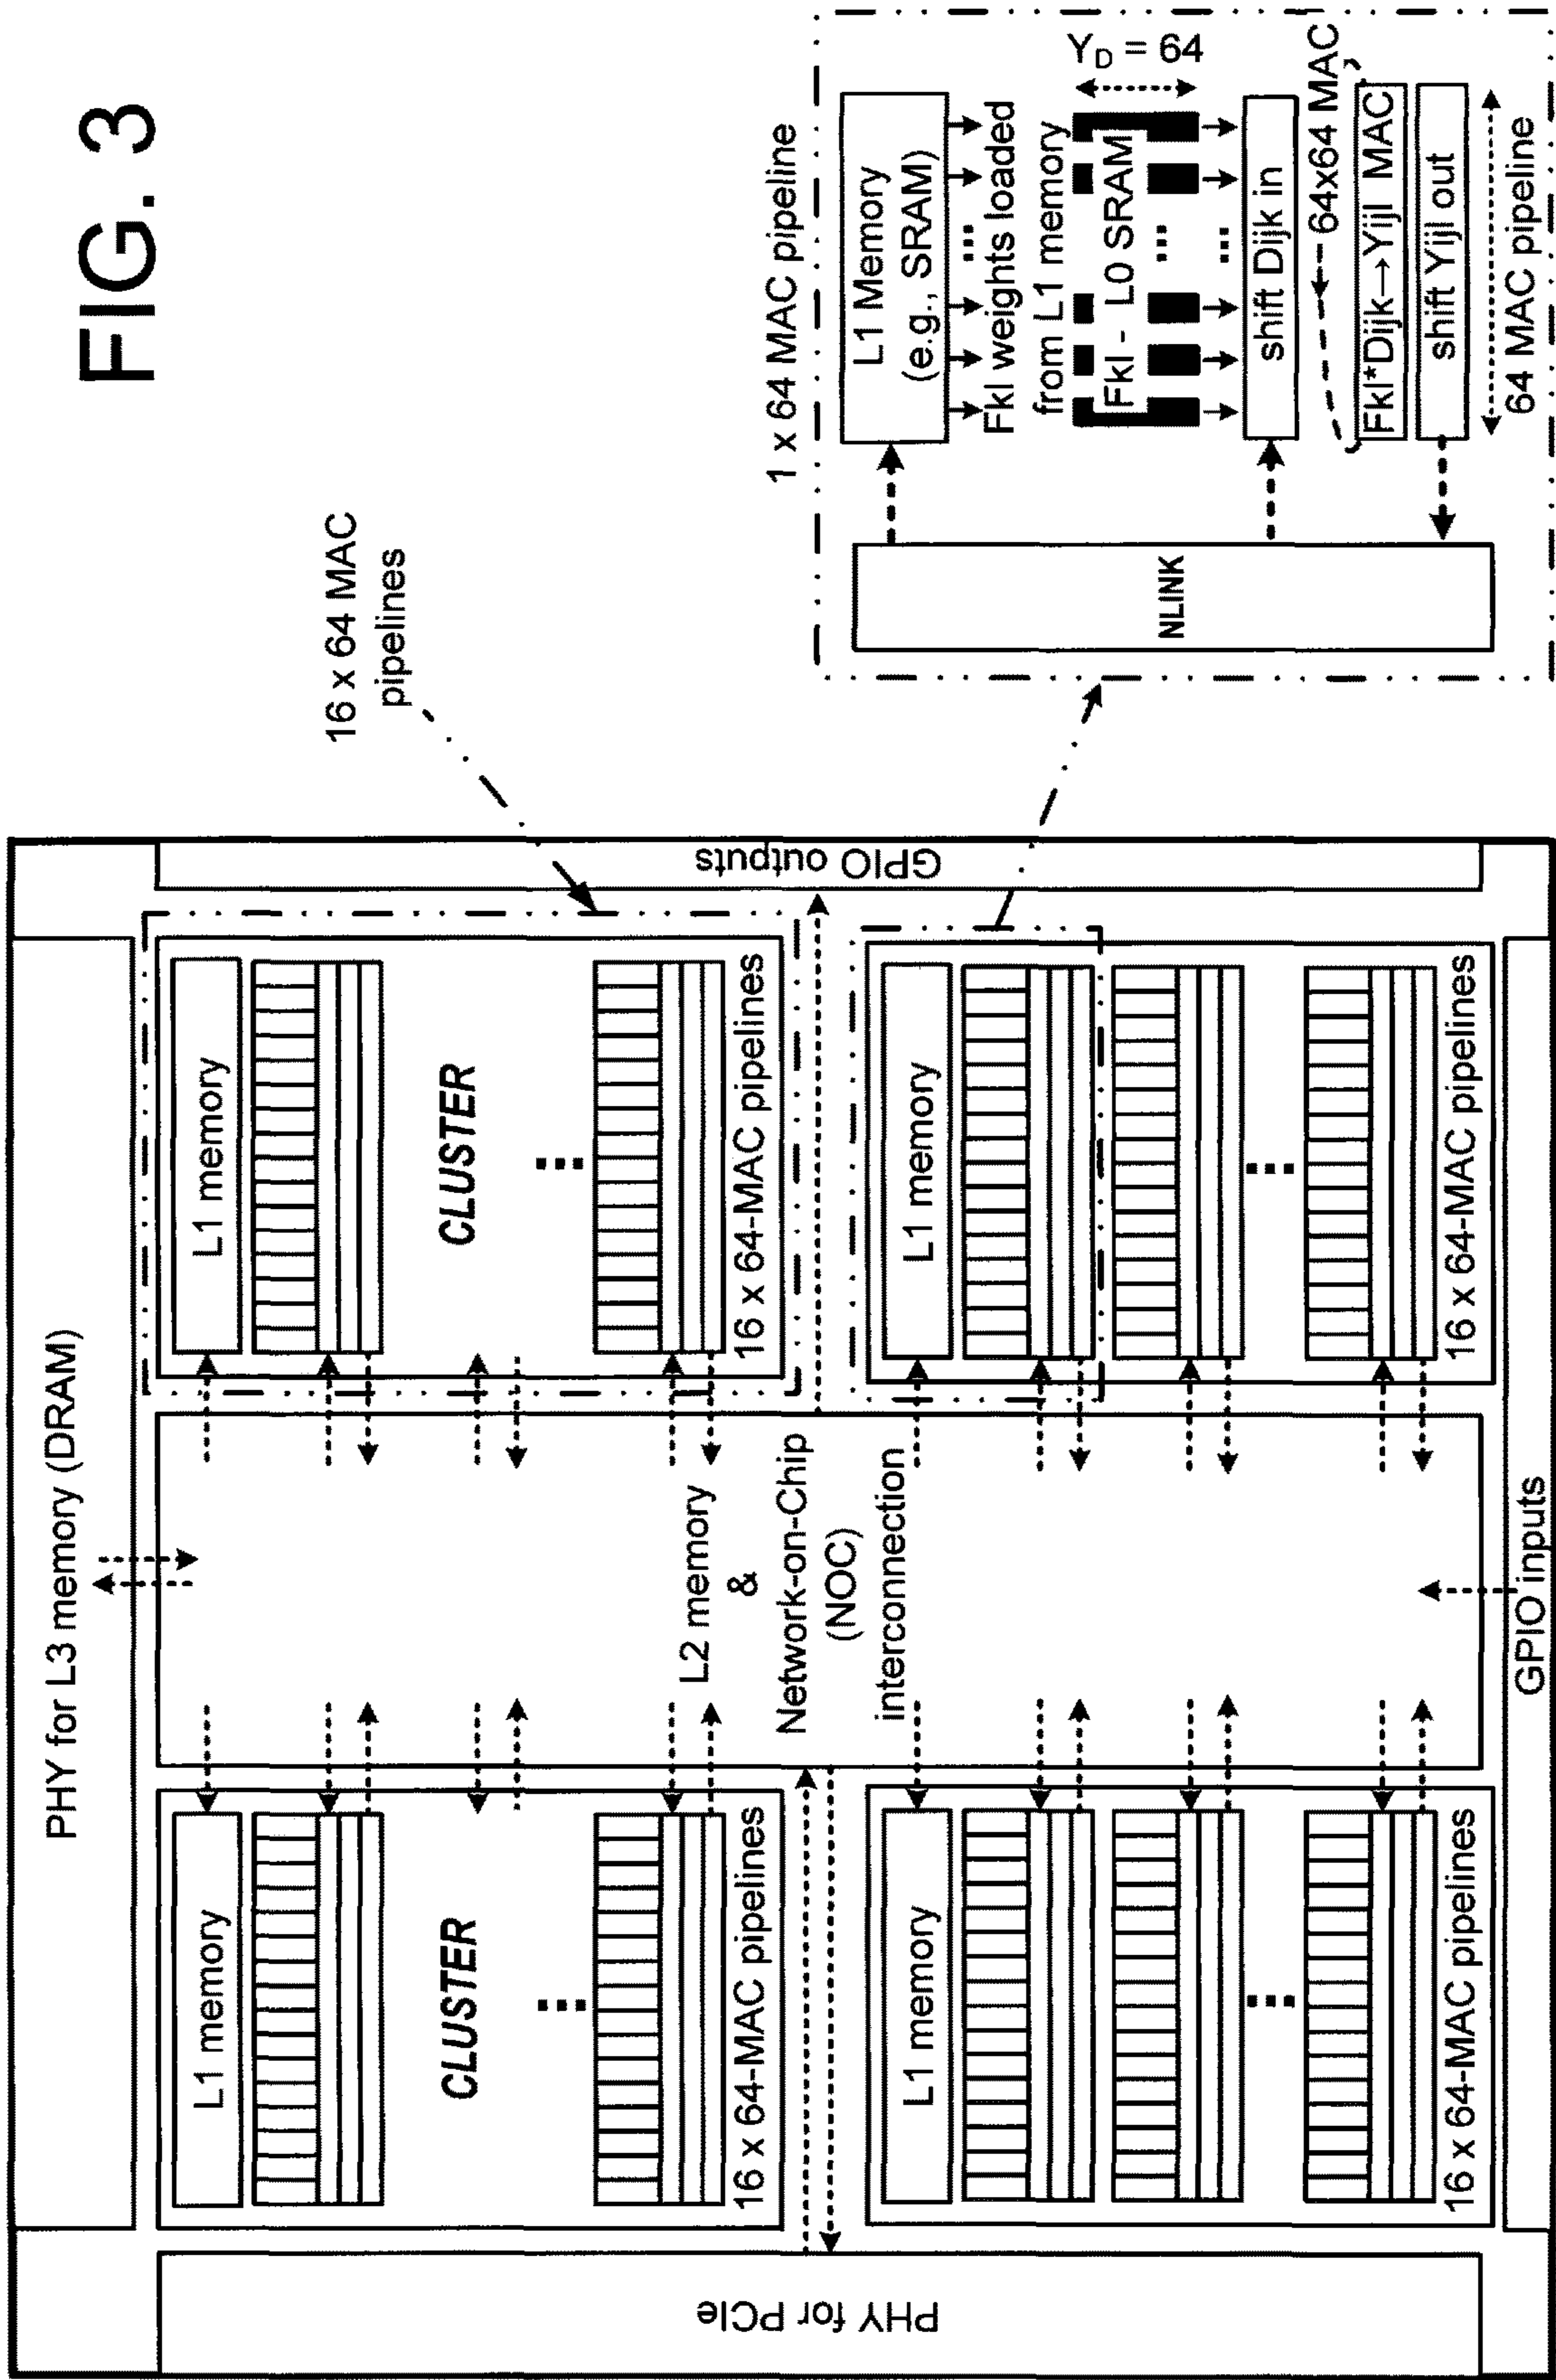 FIG. 3
PHY for L3 memory (DRAM)
PHY for PCIe
L1 memory
CLUSTER
...
16 x 64-MAC pipelines
L1 memory
...
16 x 64-MAC pipelines
L2 memory
&
Network-on-Chip
(NOC)
interconnection
L1 memory
CLUSTER
...
16 x 64-MAC pipelines
L1 memory
...
16 x 64-MAC pipelines
GPIO outputs
GPIO inputs
16 x 64 MAC
pipelines
1 x 64 MAC pipeline
NLINK
L1 Memory
(e.g., SRAM)
...
Fkl weights loaded
from L1 memory
Fkl - L0 SRAM
...
YD = 64
...
shift Dijk in
64x64 MAC
Fkl*Dijk→Yijl MAC
shift Yijl out
64 MAC pipeline